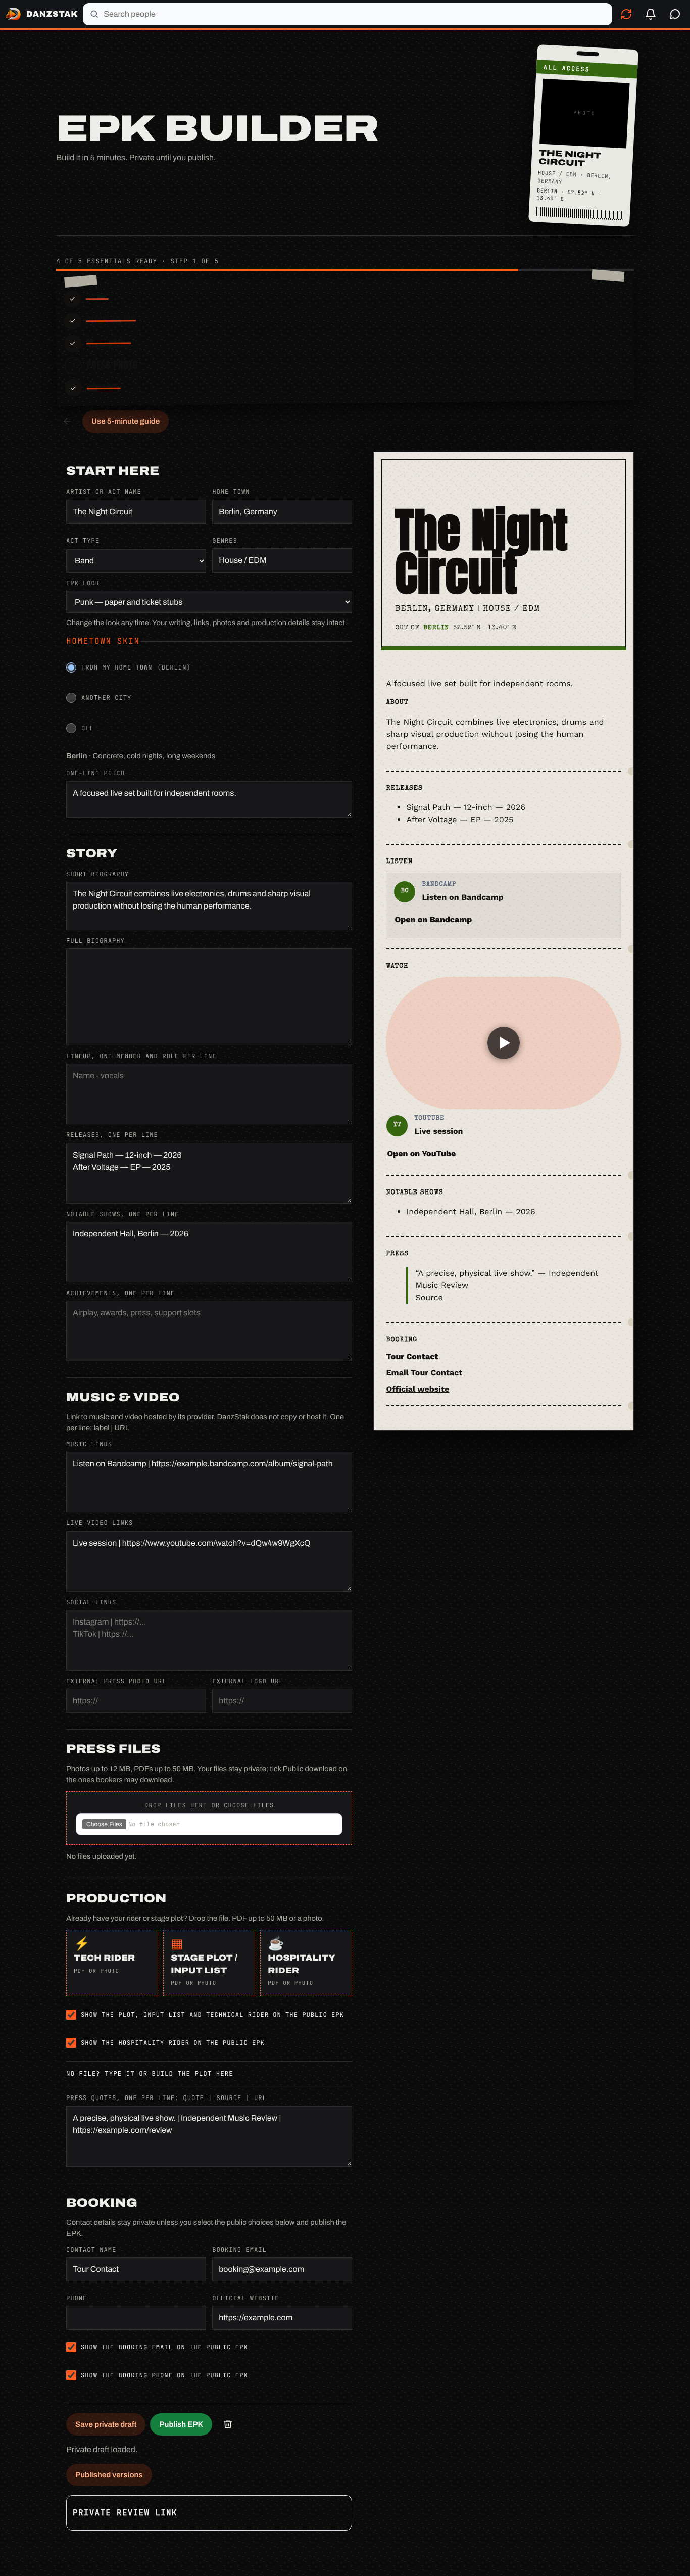 DANZSTAK
Search people
ALL ACCESS
PHOTO
THE NIGHT
CIRCUIT
HOUSE / EDM · BERLIN,
GERMANY
BERLIN · 52.52° N ·
13.40° E
EPK BUILDER
Build it in 5 minutes. Private until you publish.
4 OF 5 ESSENTIALS READY · STEP 1 OF 5
Use 5-minute guide
START HERE
ARTIST OR ACT NAME
HOME TOWN
The Night Circuit
Berlin, Germany
ACT TYPE
GENRES
Band
House / EDM
EPK LOOK
Punk — paper and ticket stubs
Change the look any time. Your writing, links, photos and production details stay intact.
HOMETOWN SKIN
FROM MY HOME TOWN (BERLIN)
ANOTHER CITY
OFF
Berlin · Concrete, cold nights, long weekends
ONE-LINE PITCH
A focused live set built for independent rooms.
STORY
SHORT BIOGRAPHY
The Night Circuit combines live electronics, drums and sharp visual
production without losing the human performance.
FULL BIOGRAPHY
LINEUP, ONE MEMBER AND ROLE PER LINE
Name - vocals
RELEASES, ONE PER LINE
Signal Path — 12-inch — 2026
After Voltage — EP — 2025
NOTABLE SHOWS, ONE PER LINE
Independent Hall, Berlin — 2026
ACHIEVEMENTS, ONE PER LINE
Airplay, awards, press, support slots
MUSIC & VIDEO
Link to music and video hosted by its provider. DanzStak does not copy or host it. One
per line: label | URL
MUSIC LINKS
Listen on Bandcamp | https://example.bandcamp.com/album/signal-path
LIVE VIDEO LINKS
Live session | https://www.youtube.com/watch?v=dQw4w9WgXcQ
SOCIAL LINKS
Instagram | https://...
TikTok | https://...
EXTERNAL PRESS PHOTO URL
EXTERNAL LOGO URL
https://
https://
PRESS FILES
Photos up to 12 MB, PDFs up to 50 MB. Your files stay private; tick Public download on
the ones bookers may download.
DROP FILES HERE OR CHOOSE FILES
Choose Files No file chosen
No files uploaded yet.
PRODUCTION
Already have your rider or stage plot? Drop the file. PDF up to 50 MB or a photo.
TECH RIDER
PDF OR PHOTO
STAGE PLOT /
INPUT LIST
PDF OR PHOTO
HOSPITALITY
RIDER
PDF OR PHOTO
SHOW THE PLOT, INPUT LIST AND TECHNICAL RIDER ON THE PUBLIC EPK
SHOW THE HOSPITALITY RIDER ON THE PUBLIC EPK
NO FILE? TYPE IT OR BUILD THE PLOT HERE
PRESS QUOTES, ONE PER LINE: QUOTE | SOURCE | URL
A precise, physical live show. | Independent Music Review |
https://example.com/review
BOOKING
Contact details stay private unless you select the public choices below and publish the
EPK.
CONTACT NAME
BOOKING EMAIL
Tour Contact
booking@example.com
PHONE
OFFICIAL WEBSITE
https://example.com
SHOW THE BOOKING EMAIL ON THE PUBLIC EPK
SHOW THE BOOKING PHONE ON THE PUBLIC EPK
Save private draft
Publish EPK
Private draft loaded.
Published versions
PRIVATE REVIEW LINK
The Night
Circuit
BERLIN, GERMANY | HOUSE / EDM
OUT OF BERLIN 52.52° N · 13.40° E
A focused live set built for independent rooms.
ABOUT
The Night Circuit combines live electronics, drums and
sharp visual production without losing the human
performance.
RELEASES
Signal Path — 12-inch — 2026
After Voltage — EP — 2025
LISTEN
BC
BANDCAMP
Listen on Bandcamp
Open on Bandcamp
WATCH
YT
YOUTUBE
Live session
Open on YouTube
NOTABLE SHOWS
Independent Hall, Berlin — 2026
PRESS
“A precise, physical live show.” — Independent
Music Review
Source
BOOKING
Tour Contact
Email Tour Contact
Official website